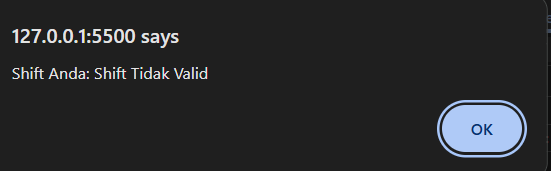 127.0.0.1:5500 says
Shift Anda: Shift Tidak Valid
OK